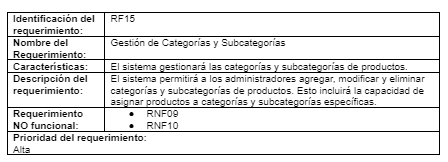 Identificación del requerimiento: RF15
Nombre del Requerimiento: Gestión de Categorías y Subcategorías
Características: El sistema gestionará las categorías y subcategorías de productos.
Descripción del requerimiento: El sistema permitirá a los administradores agregar, modificar y eliminar
categorías y subcategorías de productos. Esto incluirá la capacidad de
asignar productos a categorías y subcategorías específicas.
Requerimiento NO funcional:
• RNF09
• RNF10
Prioridad del requerimiento:
Alta